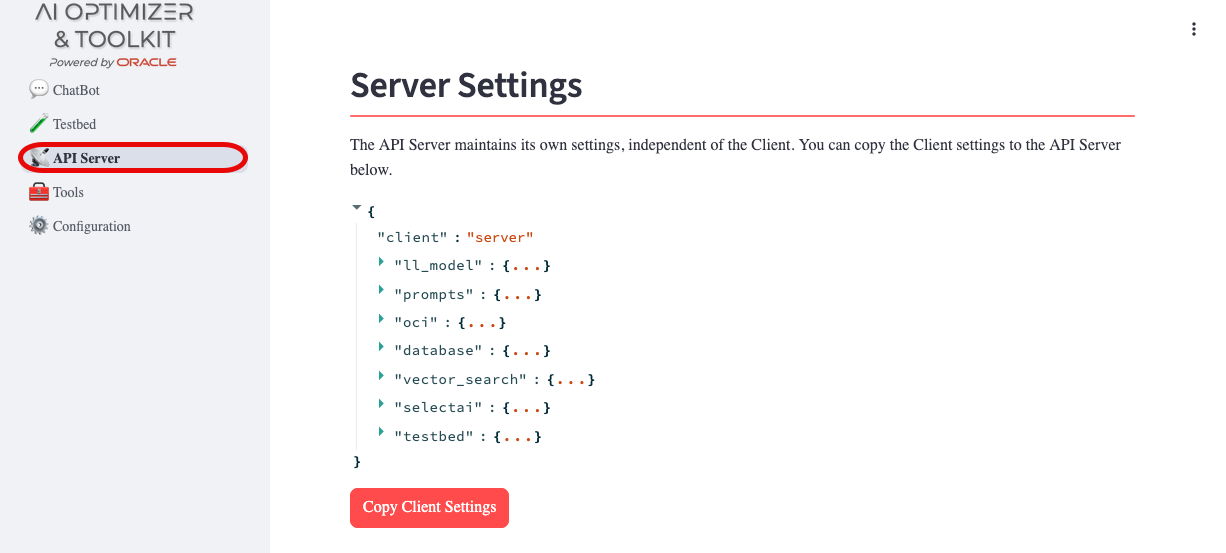 AI OPTIMIZER
& TOOLKIT
Powered by ORACLE
ChatBot
Testbed
API Server
Tools
Configuration
Server Settings
The API Server maintains its own settings, independent of the Client. You can copy the Client settings to the API Server
below.
{
"client" : "server"
"ll_model" : {...}
"prompts" : {...}
"oci" : {...}
"database" : {...}
"vector_search" : {...}
"selectai" : {...}
"testbed" : {...}
}
Copy Client Settings